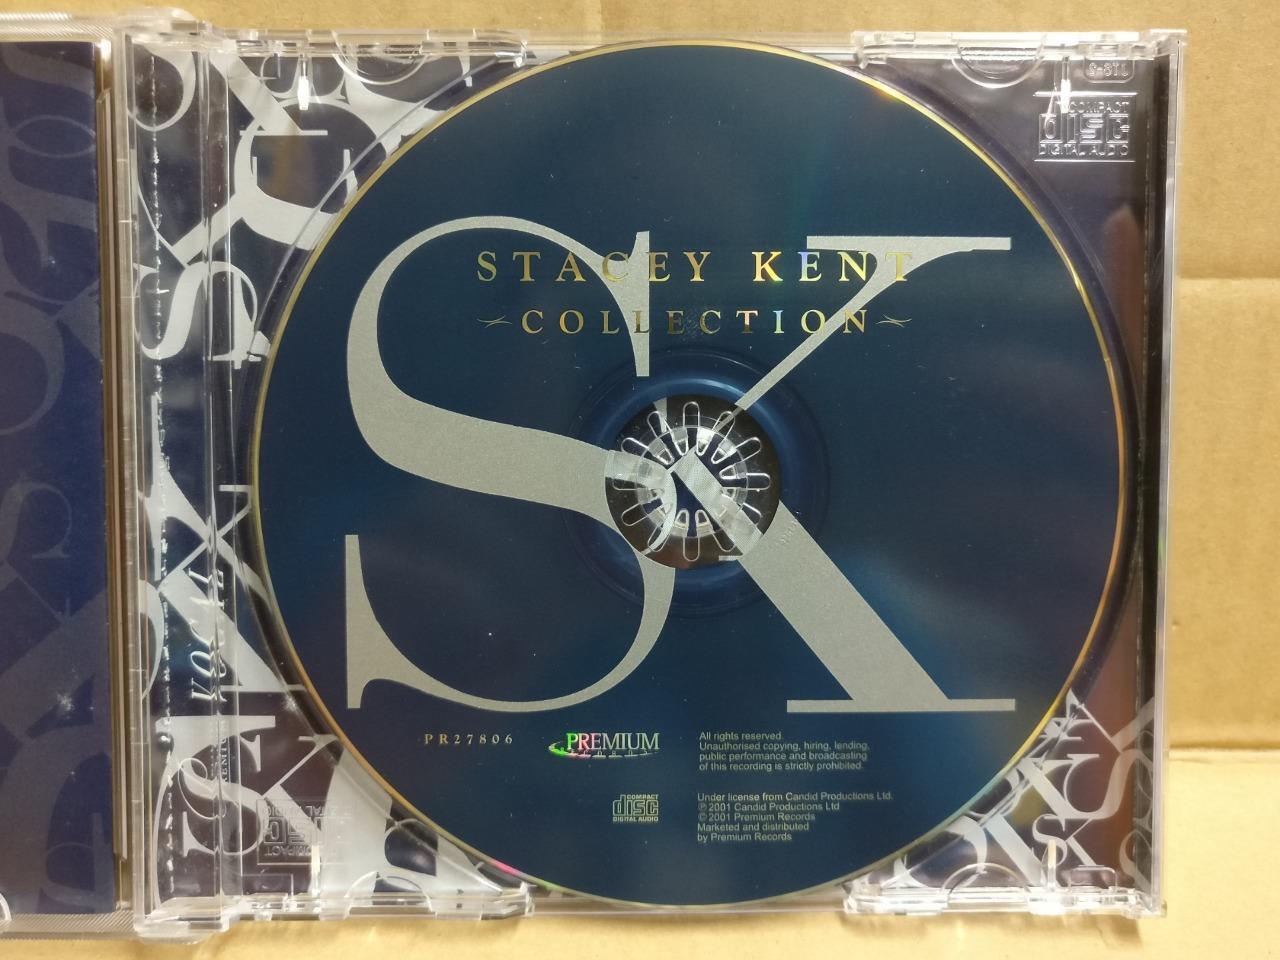 COMPACT
disc
DIGITAL AUDIO
SK
STACEY KENT
COLLECTION
PR27806
PREMIUM
RECORDS
COMPACT
disc
DIGITAL AUDIO
All rights reserved.
Unauthorised copying, hiring, lending,
public performance and broadcasting
of this recording is strictly prohibited.
Under license from Candid Productions Ltd.
℗ 2001 Candid Productions Ltd
© 2001 Premium Records
Marketed and distributed
by Premium Records